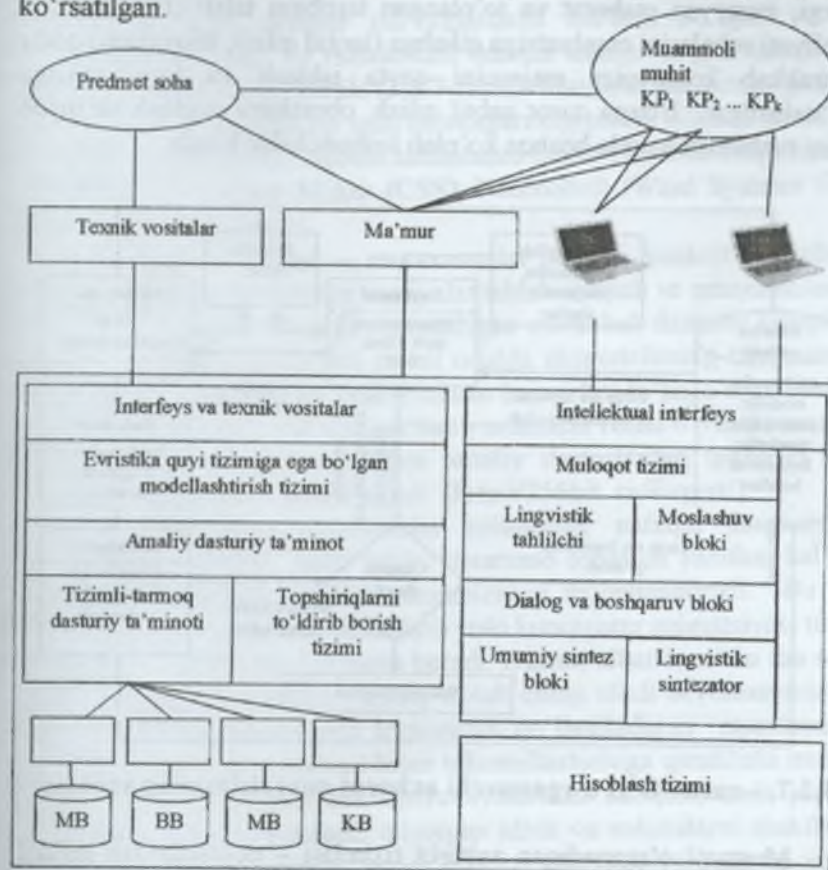 ko‘rsatilgan.
Predmet soha
Muammoli
muhit
KP₁ KP₂ ... KPₖ
Texnik vositalar
Ma’mur
Interfeys va texnik vositalar
Evristika quyi tizimiga ega bo‘lgan
modellashtirish tizimi
Amaliy dasturiy ta’minot
Tizimli-tarmoq
dasturiy ta’minoti
Topshiriqlarni
to‘ldirib borish
tizimi
MB
BB
MB
KB
Intellektual interfeys
Muloqot tizimi
Lingvistik
tahlilchi
Moslashuv
bloki
Dialog va boshqaruv bloki
Umumiy sintez
bloki
Lingvistik
sintezator
Hisoblash tizimi